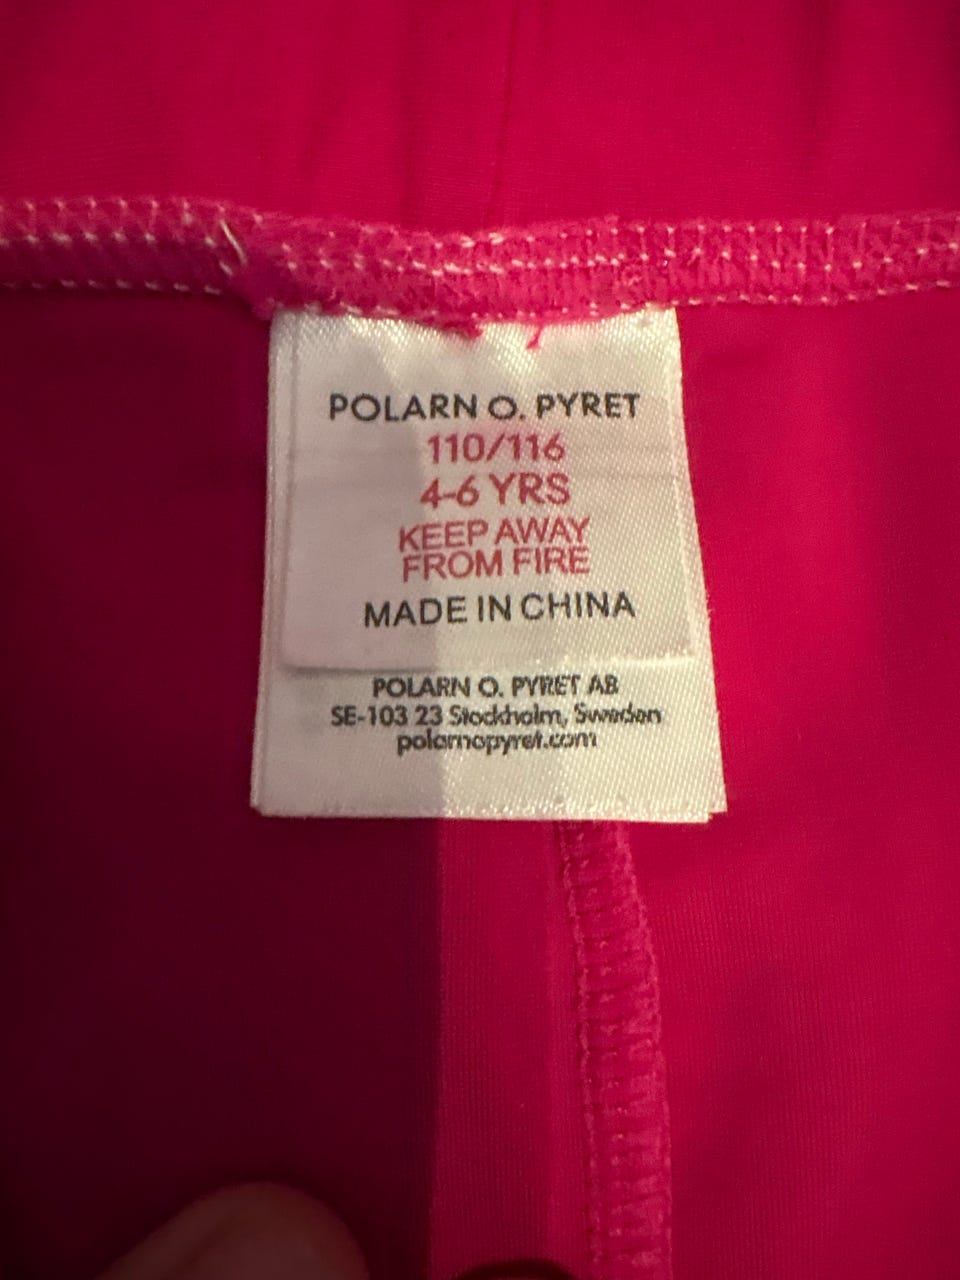 POLARN O. PYRET
110/116
4-6 YRS
KEEP AWAY
FROM FIRE
MADE IN CHINA
POLARN O. PYRET AB
SE-103 23 Stockholm, Sweden
polarnopyret.com